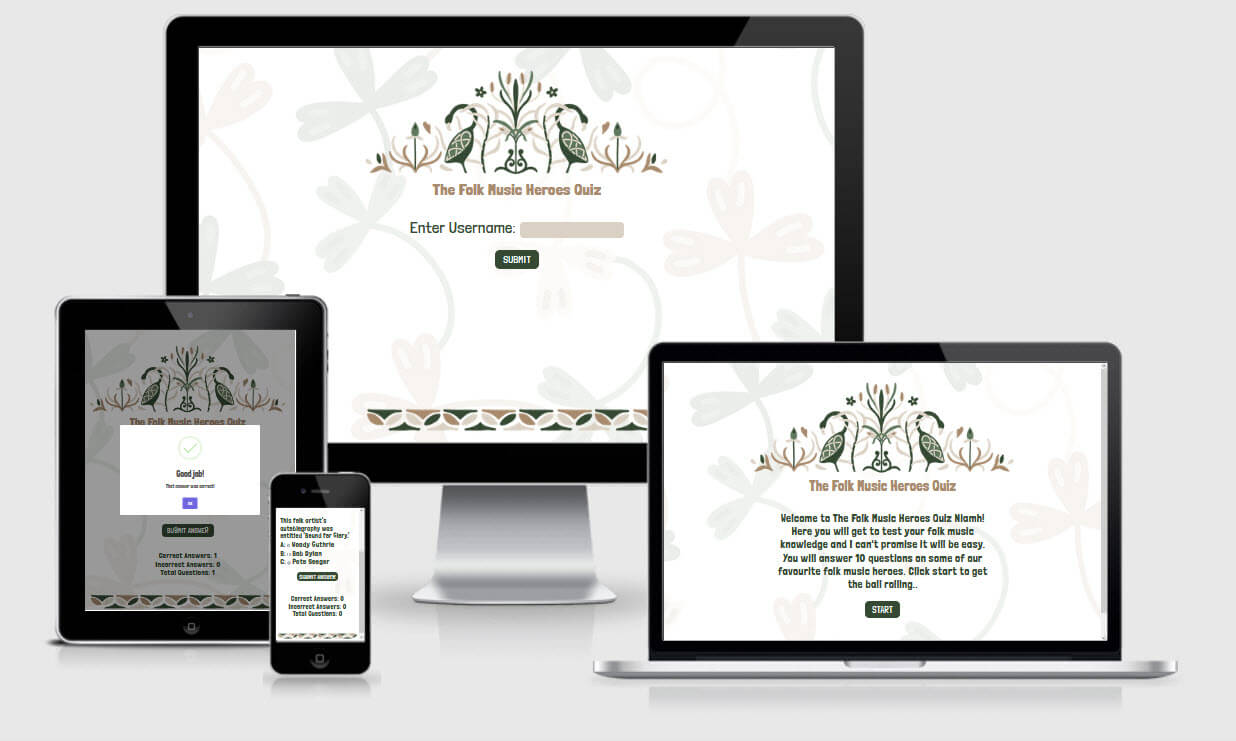 The Folk Music Heroes Quiz
Enter Username:
SUBMIT
The Folk Music Heroes Quiz
Good job!
That answer was correct!
OK
SUBMIT ANSWER
Correct Answers: 1
Incorrect Answers: 0
Total Questions: 1
This folk artist's
autobiography was
entitled 'Bound for Glory.'
A: Woody Guthrie
B: Bob Dylan
C: Pete Seeger
SUBMIT ANSWER
Correct Answers: 0
Incorrect Answers: 0
Total Questions: 0
The Folk Music Heroes Quiz
Welcome to The Folk Music Heroes Quiz Niamh!
Here you will get to test your folk music
knowledge and I can't promise it will be easy.
You will answer 10 questions on some of our
favourite folk music heroes. Click start to get
the ball rolling..
START